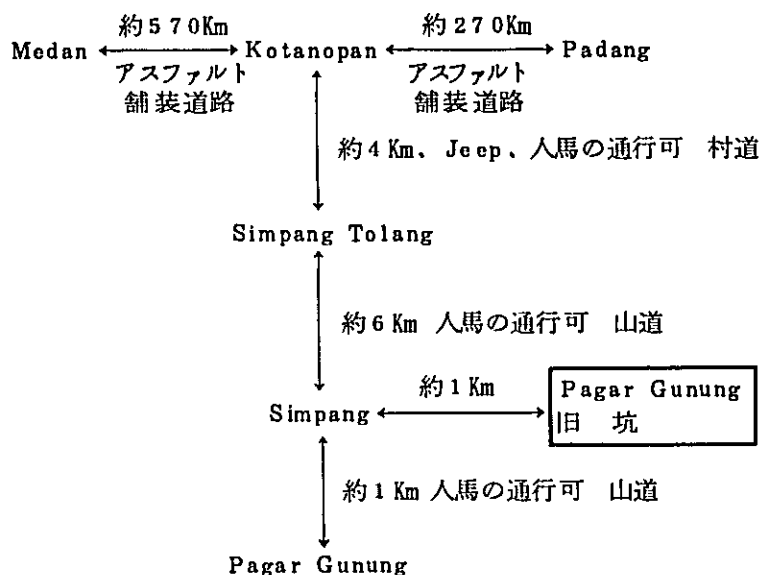 約570Km 約270Km
Medan Kotanopan Padang
アスファルト アスファルト
舗装道路 舗装道路
約4Km、Jeep、人馬の通行可 村道
Simpang Tolang
約6Km 人馬の通行可 山道
約1Km
Simpang
Pagar Gunung
旧 坑
約1Km 人馬の通行可 山道
Pagar Gunung